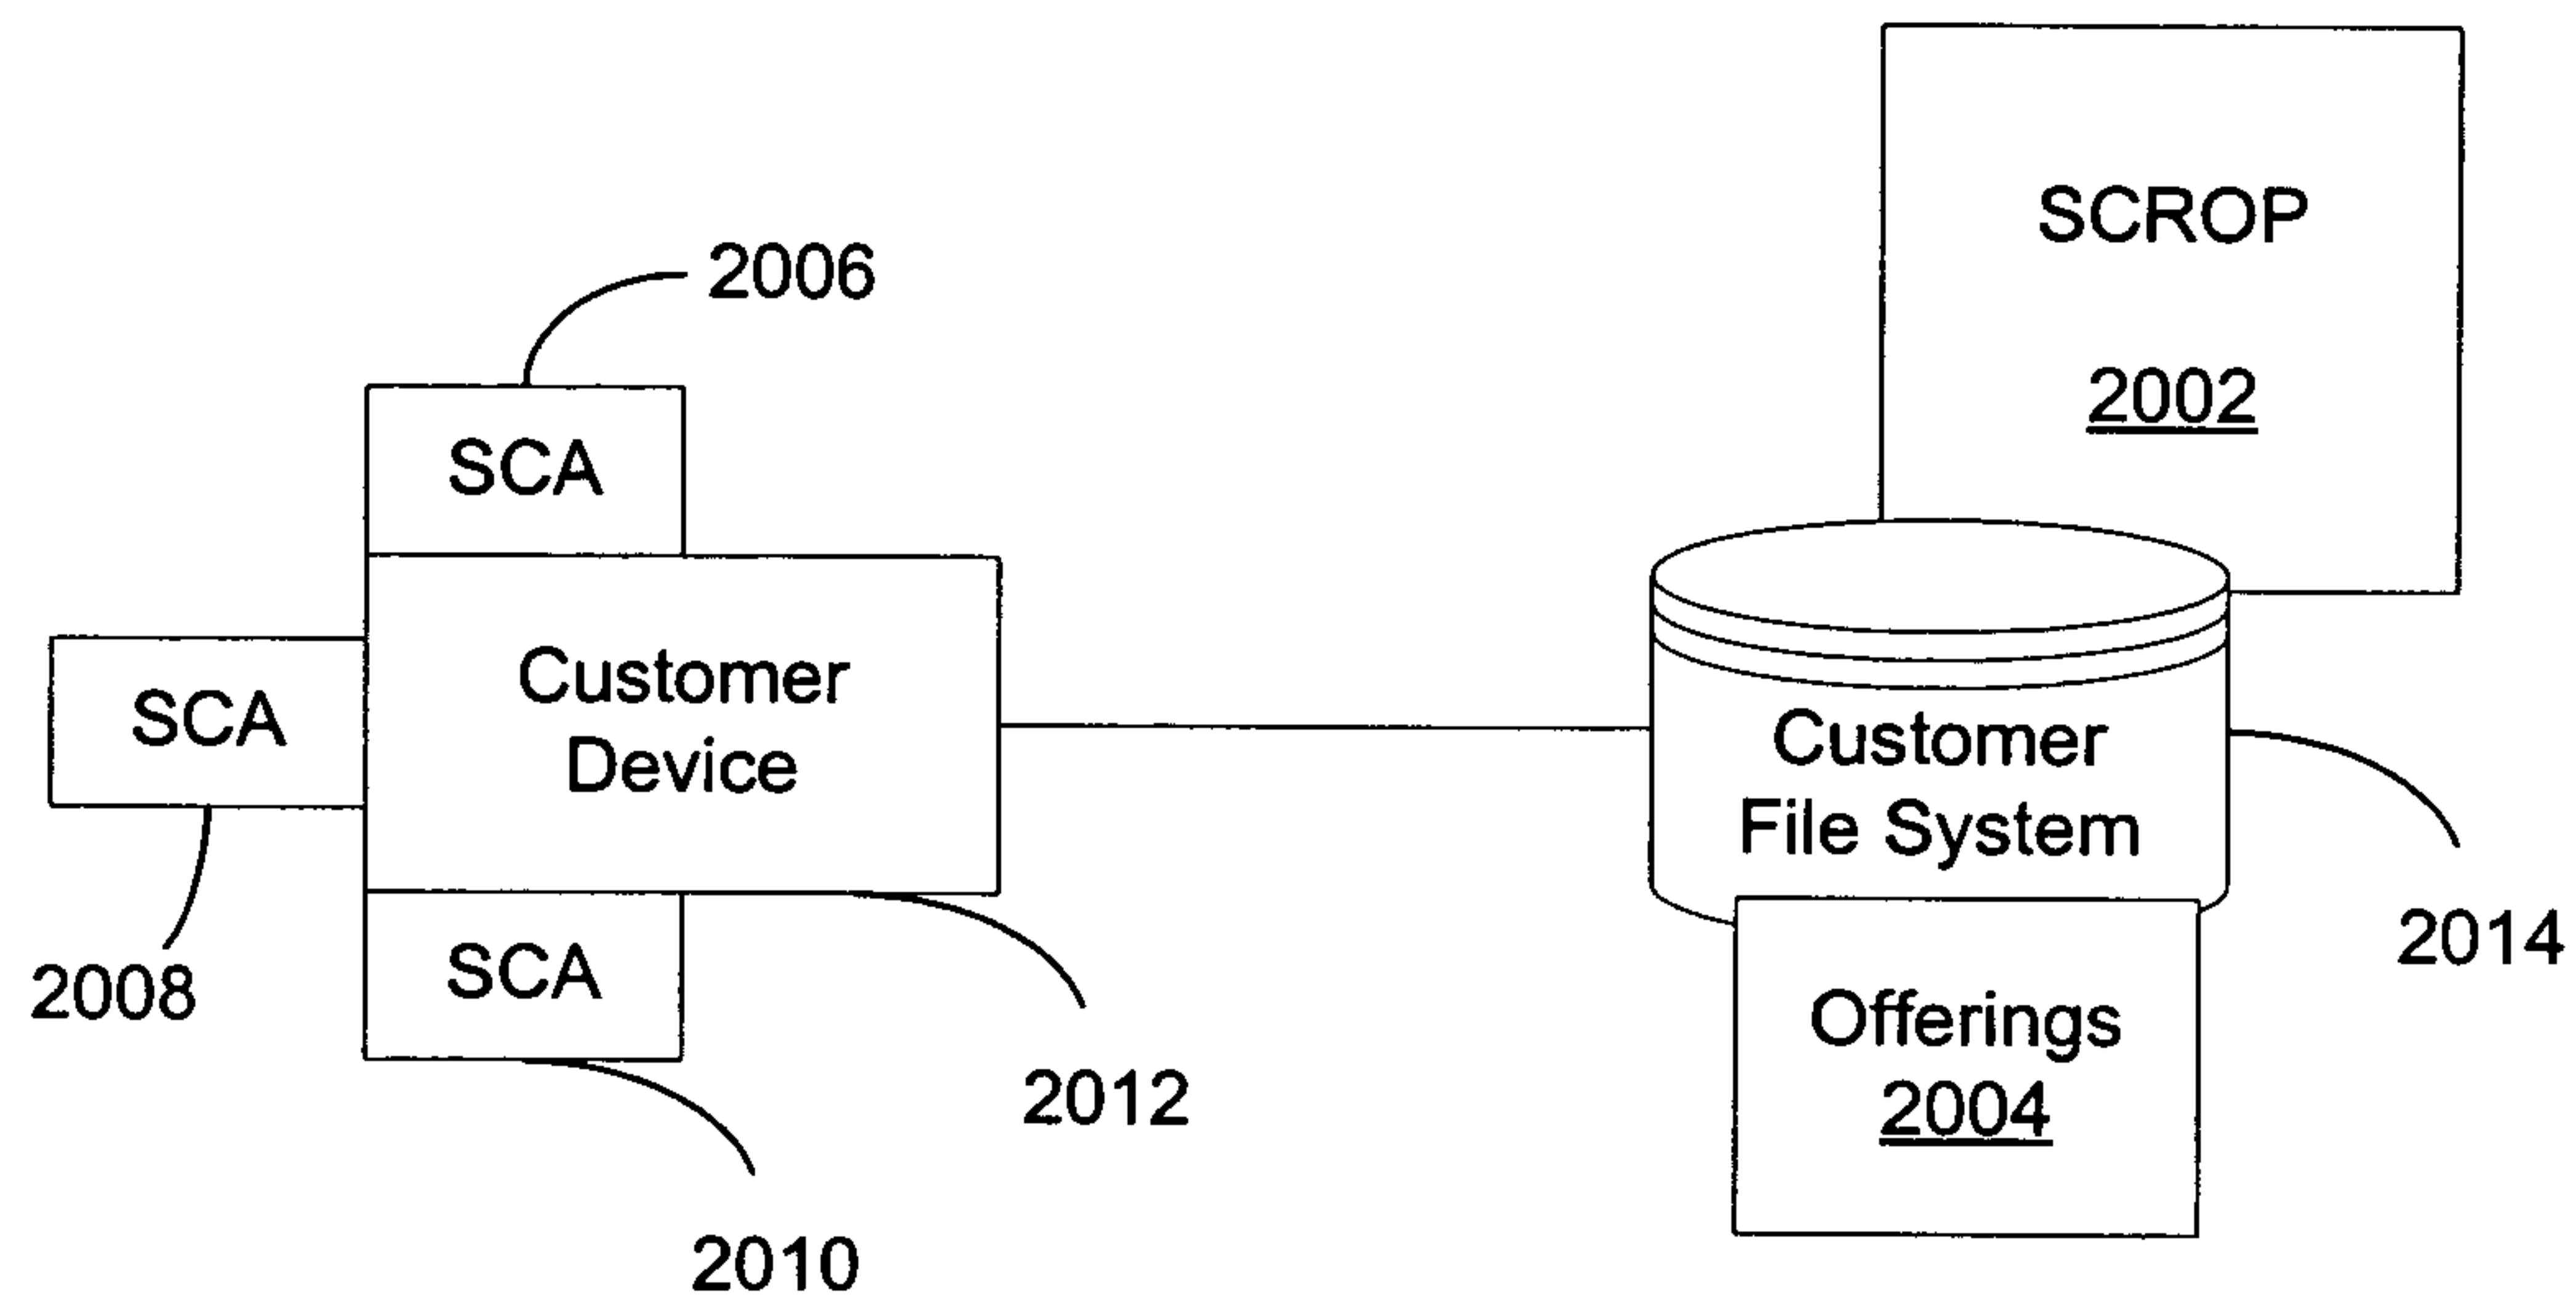 SCROP
2002
2006
SCA
SCA
Customer
Device
Customer
File System
2014
2008
SCA
Offerings
2004
2012
2010